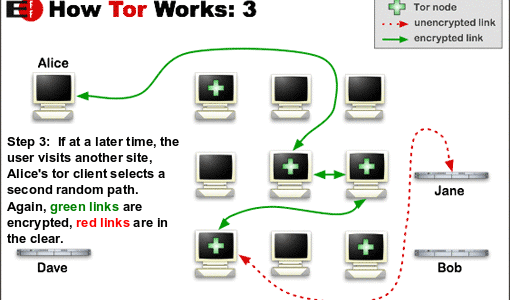 EFF How Tor Works: 3
Tor node
unencrypted link
encrypted link
Alice
Step 3: If at a later time, the
user visits another site,
Alice's tor client selects a
second random path.
Again, green links are
encrypted, red links are in
the clear.
Jane
Dave
Bob